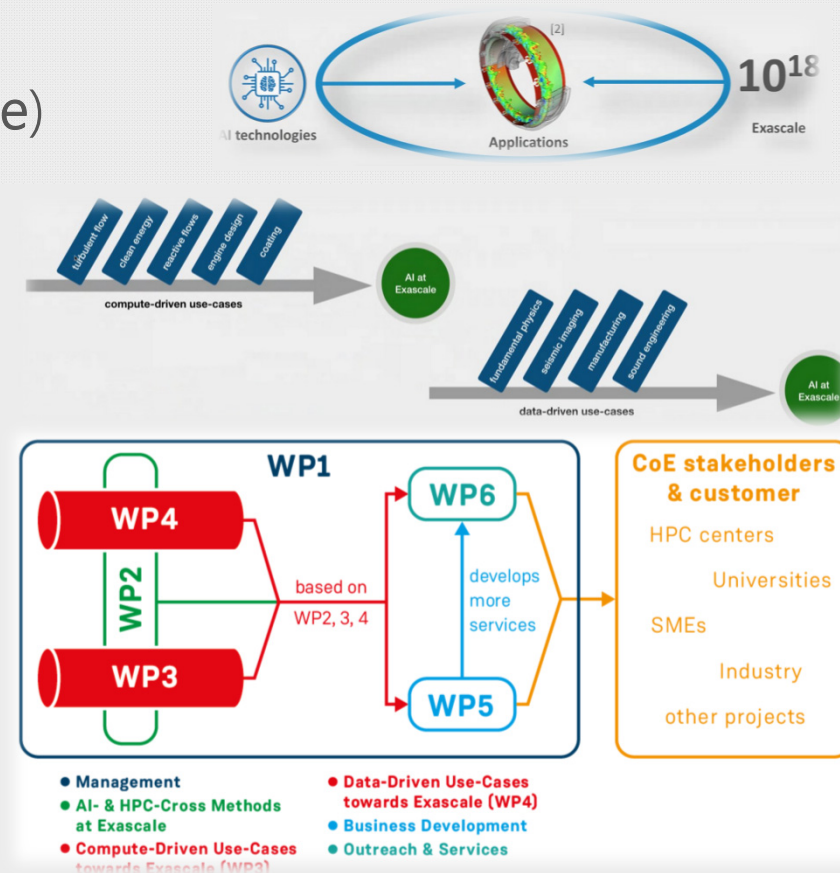 e)
[2]
10¹⁸
AI technologies
Applications
Exascale
turbulent flow
clean energy
reactive flows
engine design
coating
AI at
Exascale
compute-driven use-cases
fundamental physics
seismic imaging
manufacturing
sound engineering
AI at
Exascale
data-driven use-cases
WP1
WP4
WP2
WP3
based on
WP2, 3, 4
WP6
develops
more
services
WP5
CoE stakeholders
& customer
HPC centers
Universities
SMEs
Industry
other projects
● Management
● AI- & HPC-Cross Methods
at Exascale
● Compute-Driven Use-Cases
towards Exascale (WP3)
● Data-Driven Use-Cases
towards Exascale (WP4)
● Business Development
● Outreach & Services